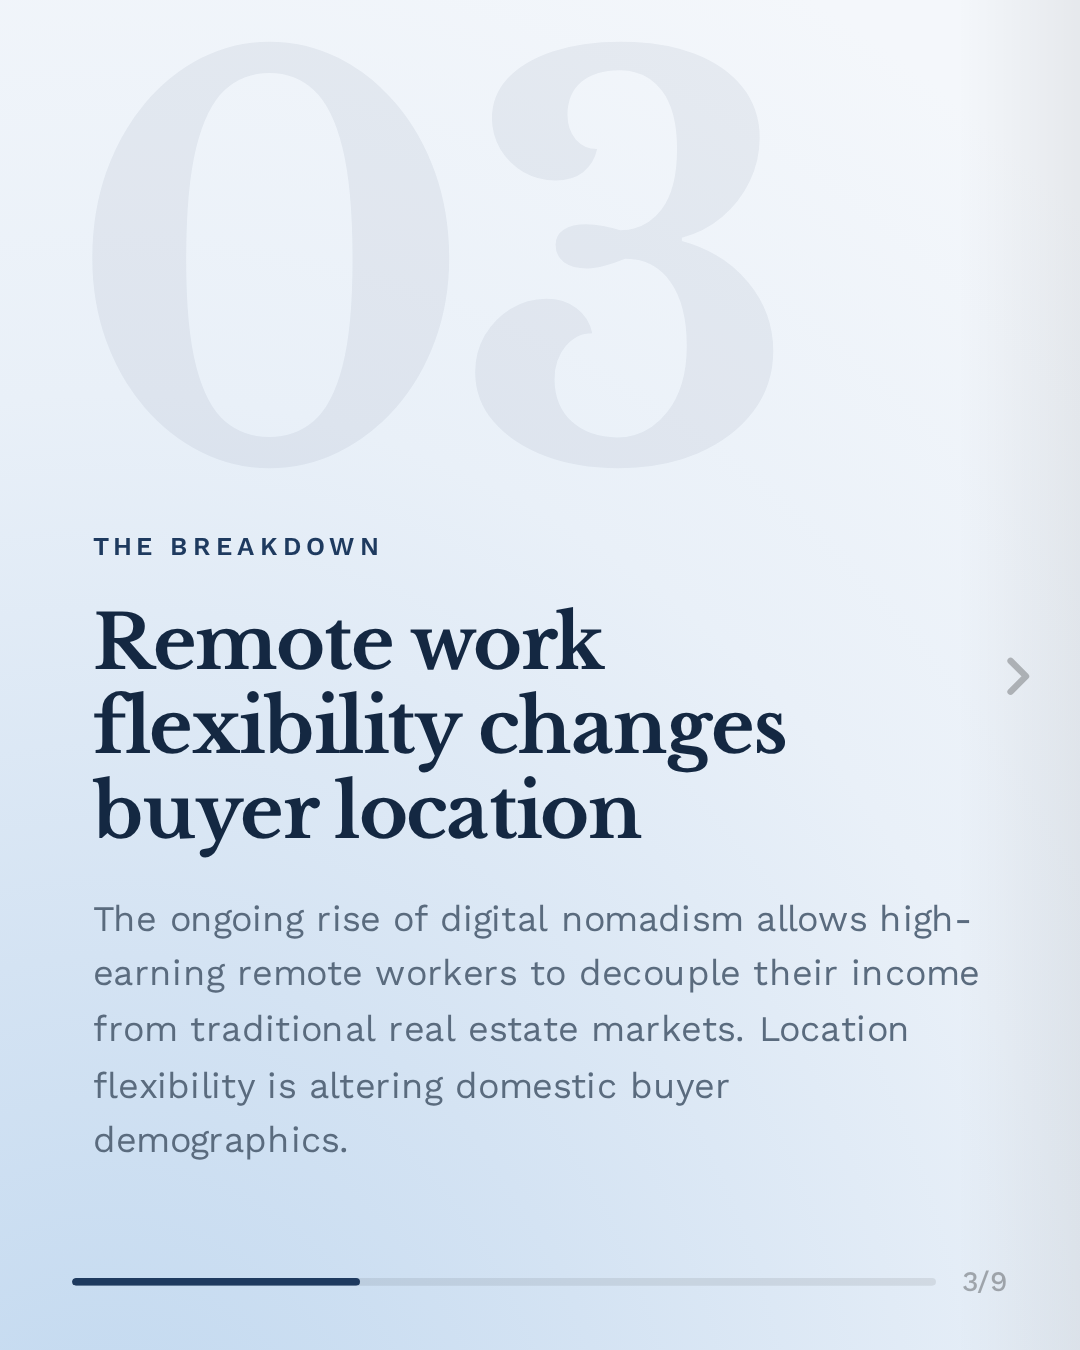 03
THE BREAKDOWN
Remote work
flexibility changes
buyer location
The ongoing rise of digital nomadism allows high-
earning remote workers to decouple their income
from traditional real estate markets. Location
flexibility is altering domestic buyer
demographics.
3/9